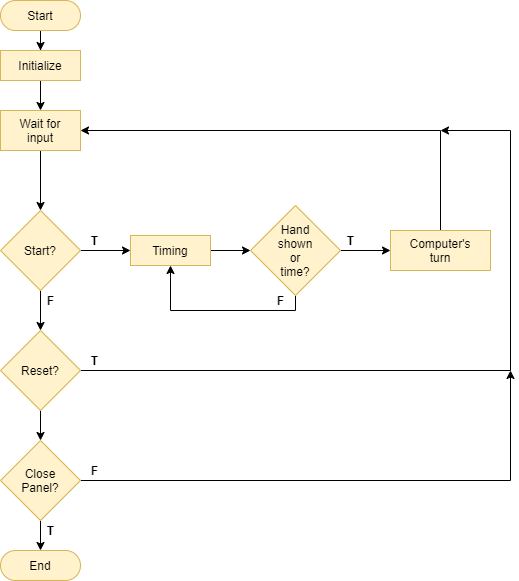 Start
Initialize
Wait for
input
Start?
T
Timing
Hand
shown
or
time?
T
Computer's
turn
F
F
Reset?
T
Close
Panel?
F
T
End